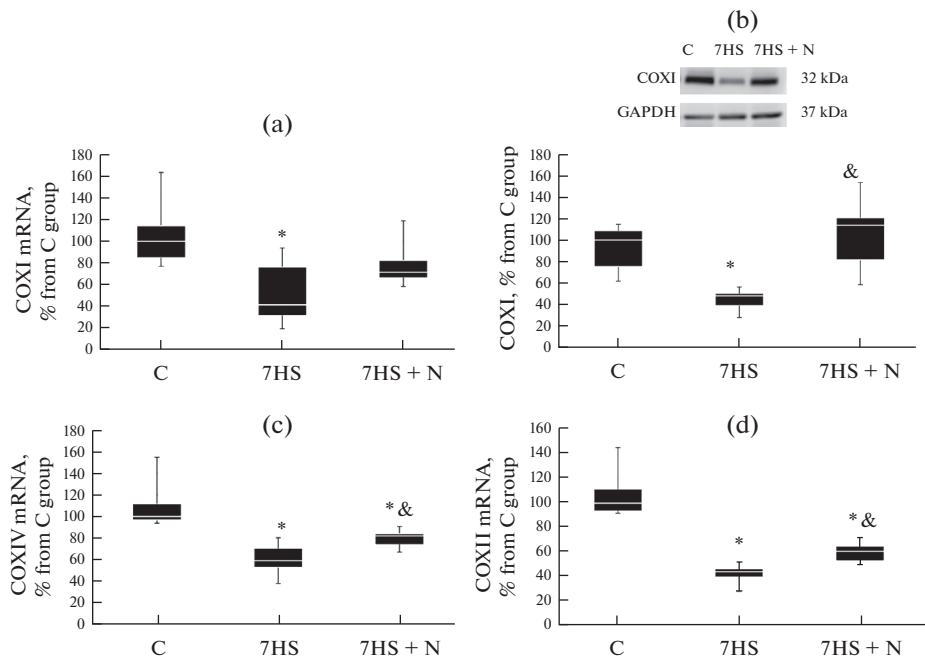 (b)
C 7HS 7HS + N
COXI 32 kDa
GAPDH 37 kDa
(a)
COXI mRNA,
% from C group
180
160
140
120
100
80
60
40
20
0
*
C 7HS 7HS + N
COXI, % from C group
180
160
140
120
100
80
60
40
20
0
*
&
C 7HS 7HS + N
(c)
COXIV mRNA,
% from C group
180
160
140
120
100
80
60
40
20
0
*
* &
C 7HS 7HS + N
(d)
COXII mRNA,
% from C group
160
140
120
100
80
60
40
20
0
*
* &
C 7HS 7HS + N